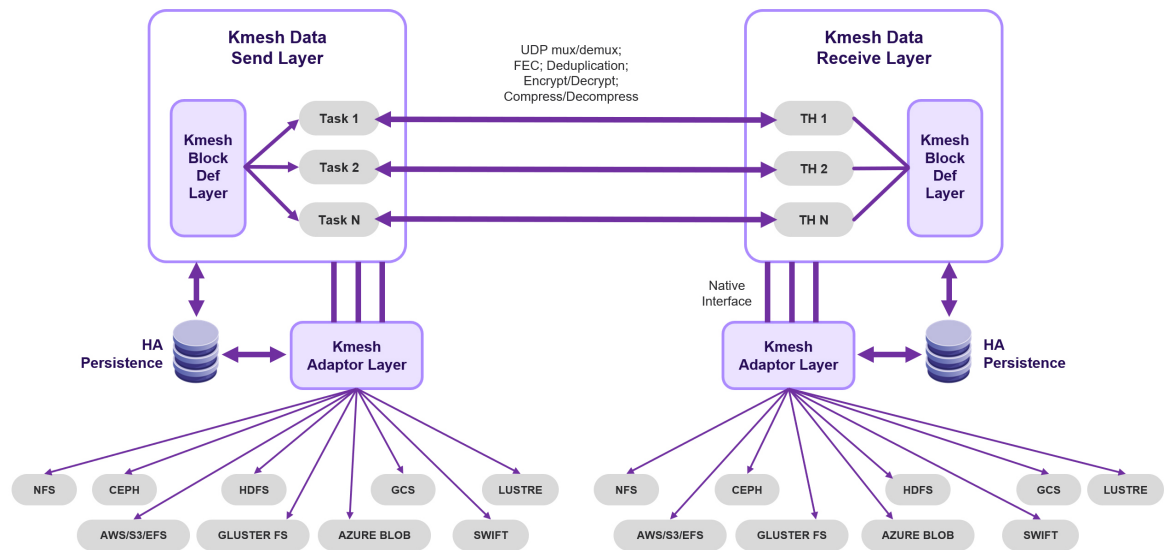 Kmesh Data
Send Layer
UDP mux/demux;
FEC; Deduplication;
Encrypt/Decrypt;
Compress/Decompress
Kmesh Data
Receive Layer
Kmesh
Block
Def
Layer
Task 1
Task 2
Task N
TH 1
TH 2
TH N
Kmesh
Block
Def
Layer
HA
Persistence
Kmesh
Adaptor Layer
Native
Interface
Kmesh
Adaptor Layer
HA
Persistence
NFS
CEPH
HDFS
GCS
LUSTRE
AWS/S3/EFS
GLUSTER FS
AZURE BLOB
SWIFT
NFS
CEPH
HDFS
GCS
LUSTRE
AWS/S3/EFS
GLUSTER FS
AZURE BLOB
SWIFT